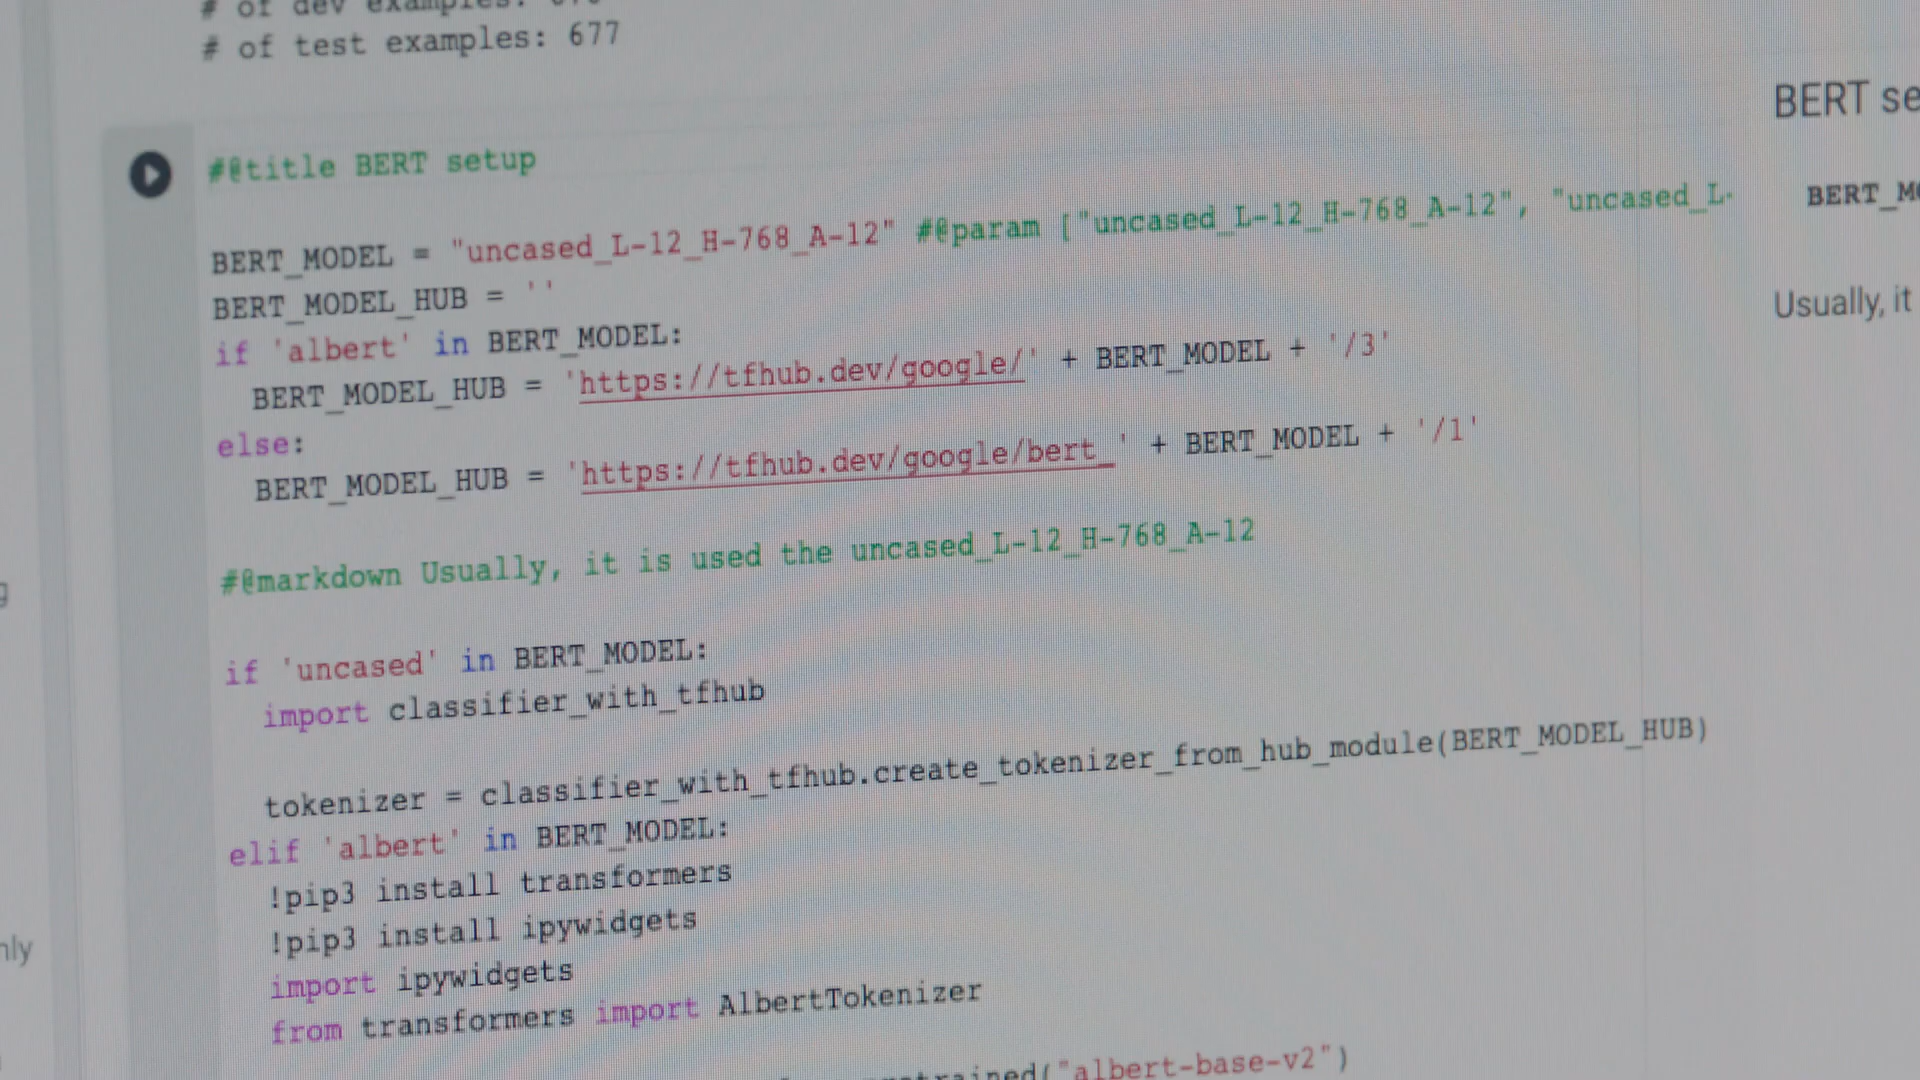 # of dev examples:
# of test examples: 677
#@title BERT setup
BERT_MODEL = "uncased_L-12_H-768_A-12" #@param ["uncased_L-12_H-768_A-12", "uncased_L-
BERT_MODEL_HUB = ''
if 'albert' in BERT_MODEL:
BERT_MODEL_HUB = 'https://tfhub.dev/google/' + BERT_MODEL + '/3'
else:
BERT_MODEL_HUB = 'https://tfhub.dev/google/bert_' + BERT_MODEL + '/1'
#@markdown Usually, it is used the uncased_L-12_H-768_A-12
if 'uncased' in BERT_MODEL:
import classifier_with_tfhub
tokenizer = classifier_with_tfhub.create_tokenizer_from_hub_module(BERT_MODEL_HUB)
elif 'albert' in BERT_MODEL:
!pip3 install transformers
!pip3 install ipywidgets
import ipywidgets
from transformers import AlbertTokenizer
("albert-base-v2")
BERT se
BERT_MO
Usually, it